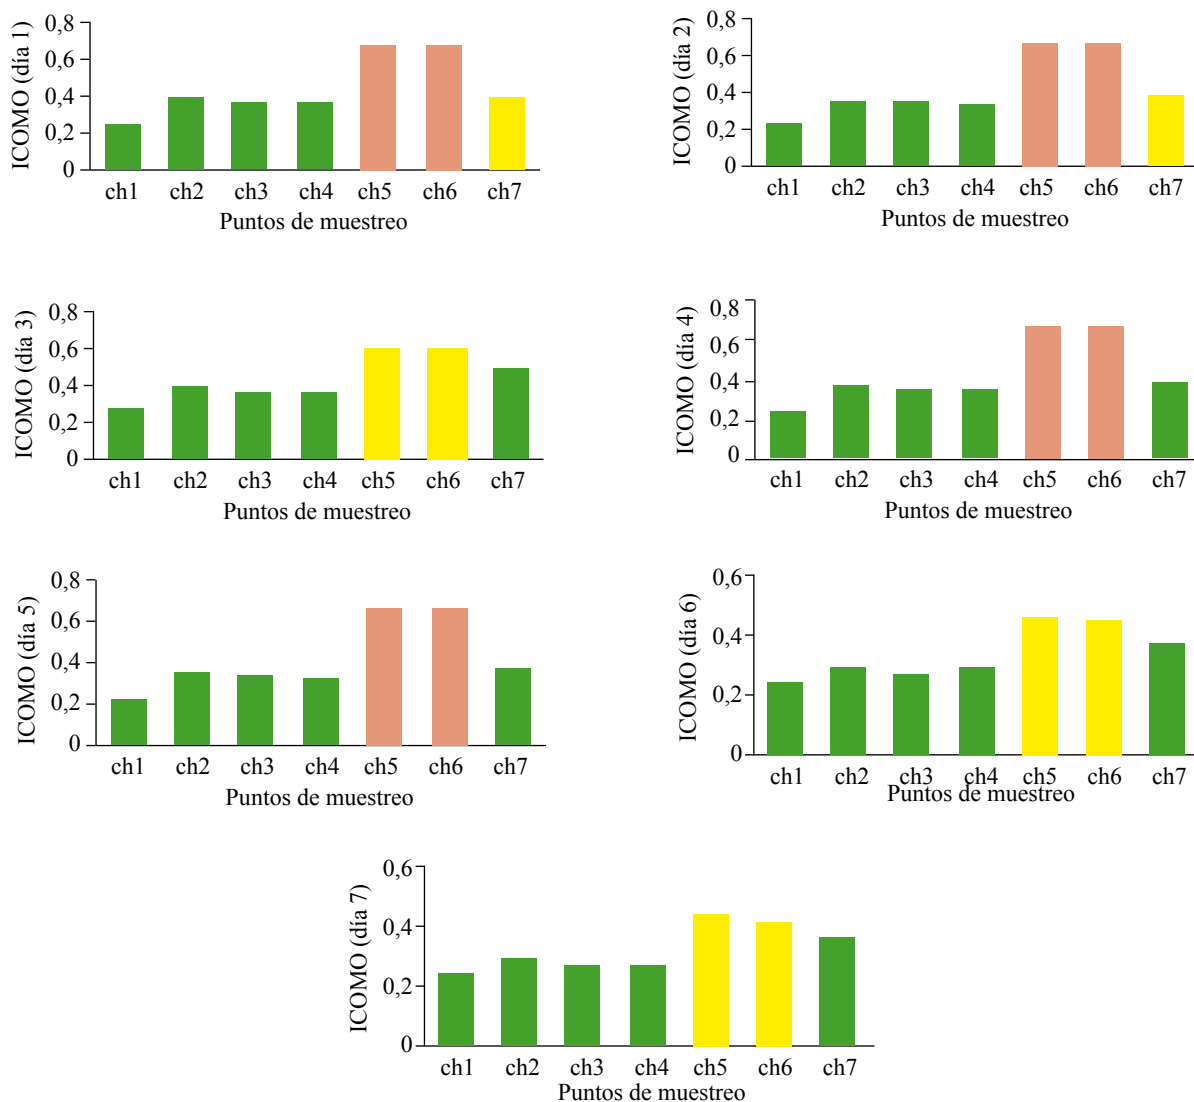 ICOMO (día 1)
0,8
0,6
0,4
0,2
0
ch1 ch2 ch3 ch4 ch5 ch6 ch7
Puntos de muestreo
ICOMO (día 2)
0,8
0,6
0,4
0,2
0
ch1 ch2 ch3 ch4 ch5 ch6 ch7
Puntos de muestreo
ICOMO (día 3)
0,8
0,6
0,4
0,2
0
ch1 ch2 ch3 ch4 ch5 ch6 ch7
Puntos de muestreo
ICOMO (día 4)
0,8
0,6
0,4
0,2
0
ch1 ch2 ch3 ch4 ch5 ch6 ch7
Puntos de muestreo
ICOMO (día 5)
0,8
0,6
0,4
0,2
0
ch1 ch2 ch3 ch4 ch5 ch6 ch7
Puntos de muestreo
ICOMO (día 6)
0,6
0,4
0,2
0
ch1 ch2 ch3 ch4 ch5 ch6 ch7
Puntos de muestreo
ICOMO (día 7)
0,6
0,4
0,2
0
ch1 ch2 ch3 ch4 ch5 ch6 ch7
Puntos de muestreo